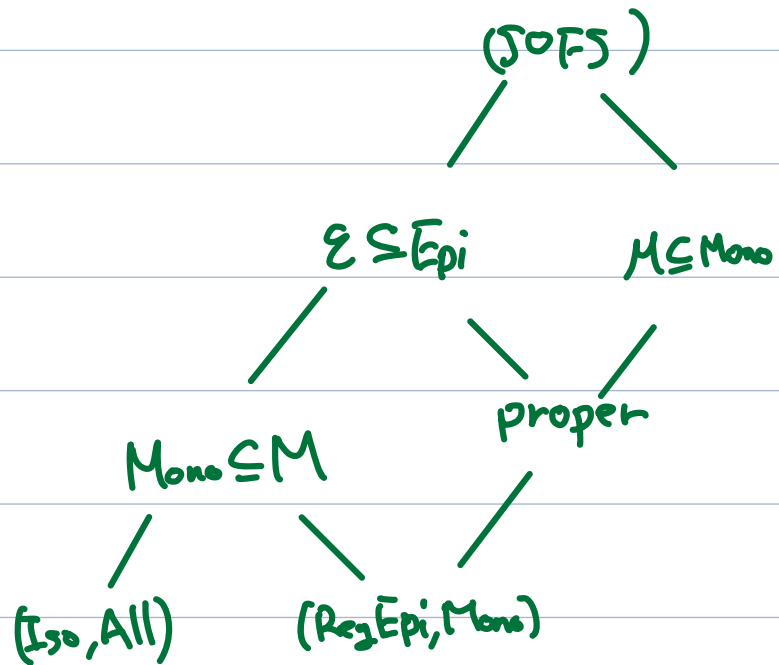 (SOFS)
ℰ ⊆ Epi
M ⊆ Mono
proper
Mono ⊆ M
(Iso, All)
(RegEpi, Mono)